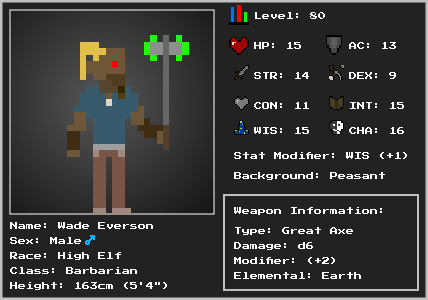 Level: 80
HP: 15
AC: 13
STR: 14
DEX: 9
CON: 11
INT: 15
WIS: 15
CHA: 16
Stat Modifier: WIS (+1)
Background: Peasant
Name: Wade Everson
Sex: Male♂
Race: High Elf
Class: Barbarian
Height: 163cm (5'4")
Weapon Information:
Type: Great Axe
Damage: d6
Modifier: (+2)
Elemental: Earth